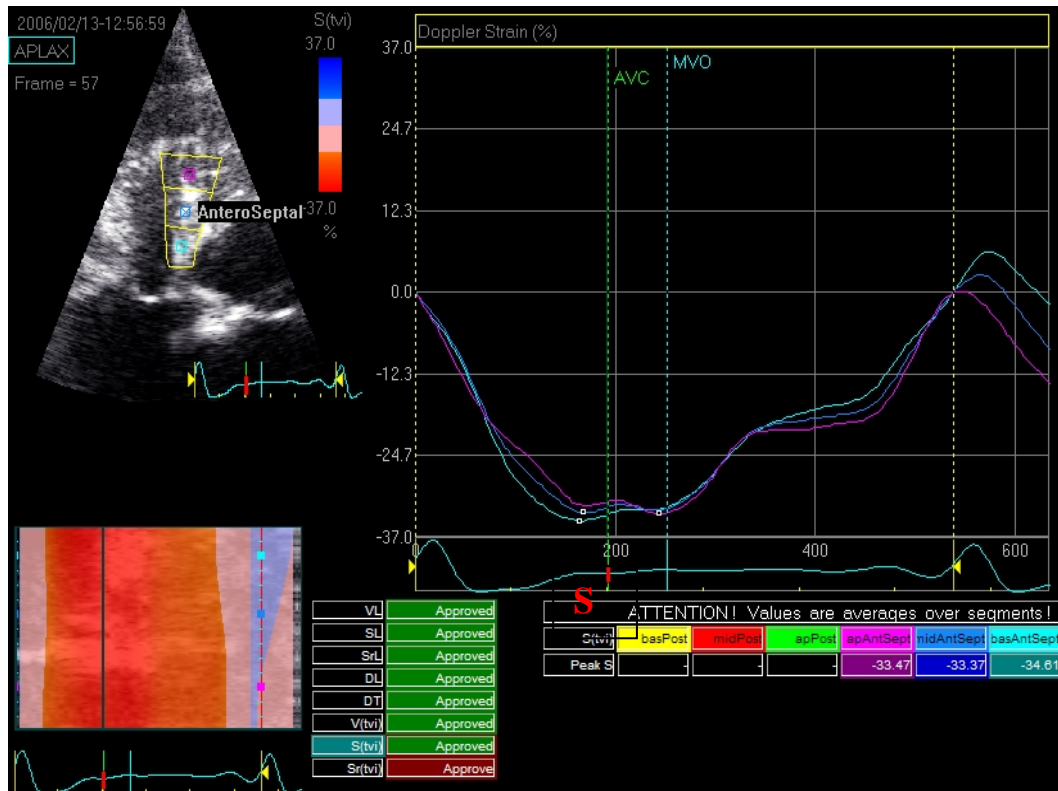 2006/02/13-12:56:59
APLAX
Frame = 57
S(tvi)
37.0
-37.0
%
AnteroSeptal
Doppler Strain (%)
37.0
24.7
12.3
0.0
-12.3
-24.7
-37.0
AVC
MVO
0 200 400 600
S
ATTENTION! Values are averages over segments!
S(tvi) basPost midPost apPost apAntSept midAntSept basAntSept
Peak S - - - -33.47 -33.37 -34.61
VL Approved
SL Approved
SrL Approved
DL Approved
DT Approved
V(tvi) Approved
S(tvi) Approved
Sr(tvi) Approve